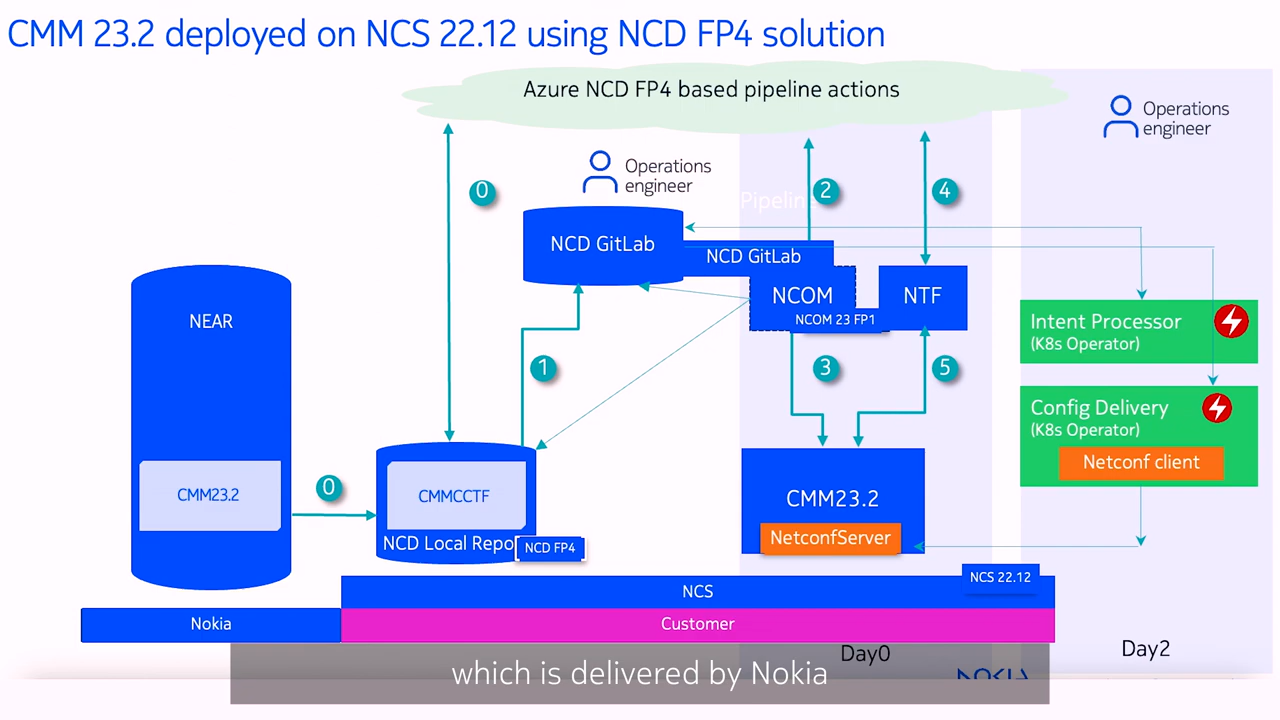 CMM 23.2 deployed on NCS 22.12 using NCD FP4 solution
Azure NCD FP4 based pipeline actions
Operations
engineer
Operations
engineer
0
2
4
Pipeline
NCD GitLab
NCD GitLab
NEAR
NCOM
NTF
NCOM 23 FP1
Intent Processor
(K8s Operator)
1
3
5
Config Delivery
(K8s Operator)
Netconf client
CMM23.2
0
CMMCCTF
NCD Local Repo
NCD FP4
CMM23.2
NetconfServer
NCS
NCS 22.12
Nokia
Customer
Day0
Day2
which is delivered by Nokia
NOKIA